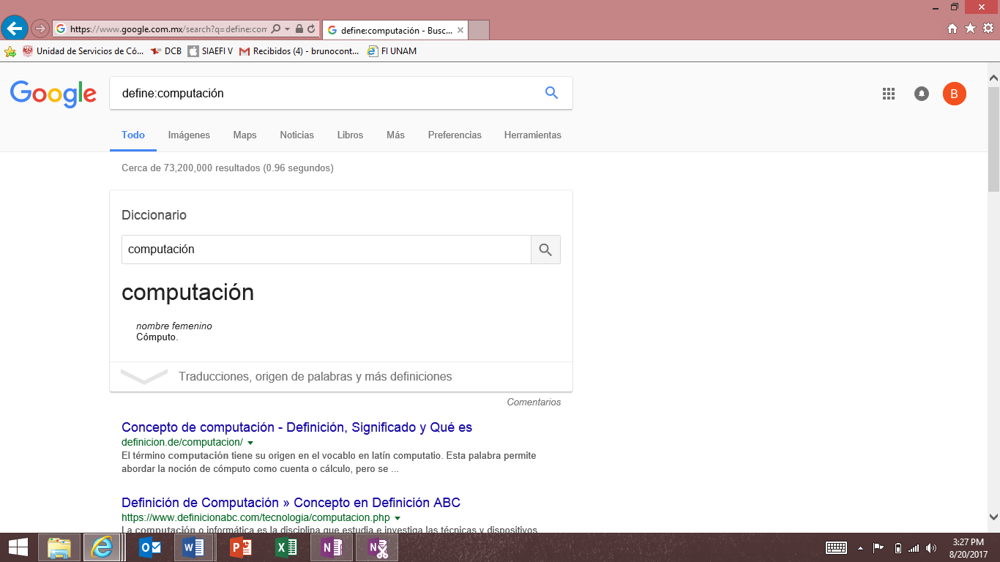 https://www.google.com.mx/search?q=define:com
define:computación - Busc...
Unidad de Servicios de Có... DCB SIAEFI V Recibidos (4) - brunocont... FI UNAM
Google
define:computación
B
Todo Imágenes Maps Noticias Libros Más Preferencias Herramientas
Cerca de 73,200,000 resultados (0.96 segundos)
Diccionario
computación
computación
nombre femenino
Cómputo.
Traducciones, origen de palabras y más definiciones
Comentarios
Concepto de computación - Definición, Significado y Qué es
definicion.de/computacion/
El término computación tiene su origen en el vocablo en latín computatio. Esta palabra permite
abordar la noción de cómputo como cuenta o cálculo, pero se ...
Definición de Computación » Concepto en Definición ABC
https://www.definicionabc.com/tecnologia/computacion.php
La computación o informática es la disciplina que estudia e investiga las técnicas y dispositivos
3:27 PM
8/20/2017